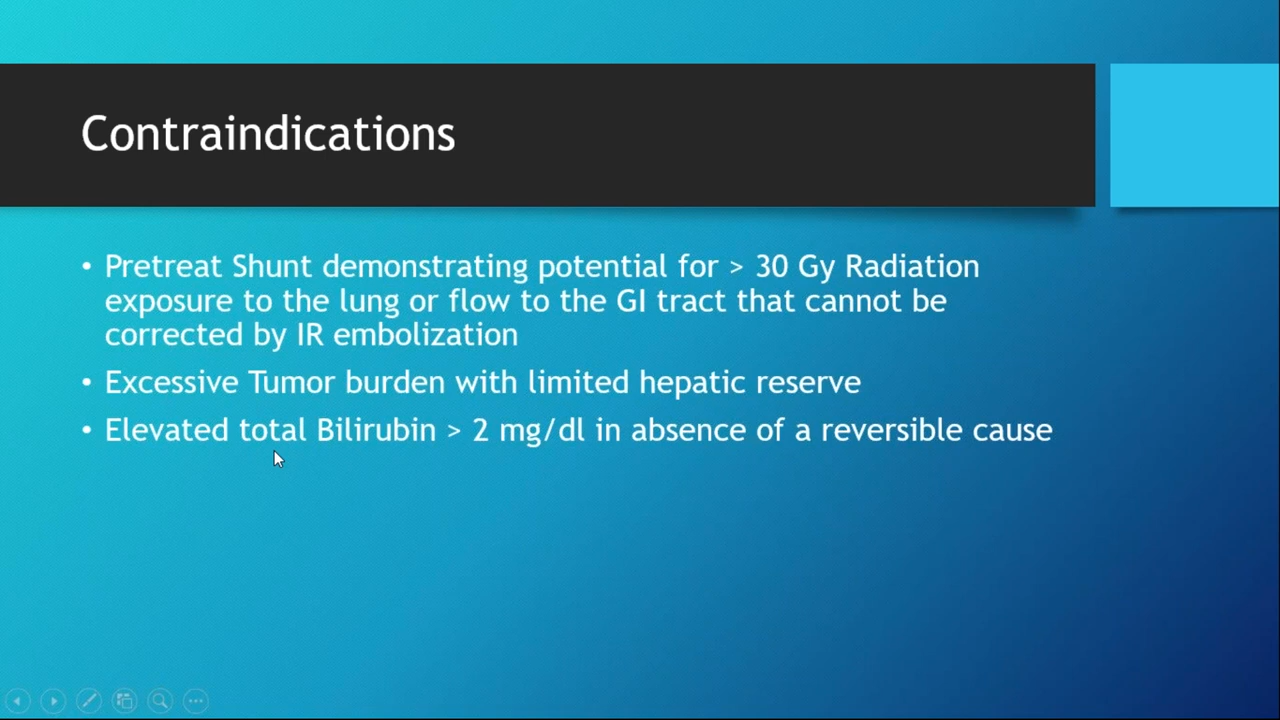 Contraindications
• Pretreat Shunt demonstrating potential for > 30 Gy Radiation
exposure to the lung or flow to the GI tract that cannot be
corrected by IR embolization
• Excessive Tumor burden with limited hepatic reserve
• Elevated total Bilirubin > 2 mg/dl in absence of a reversible cause